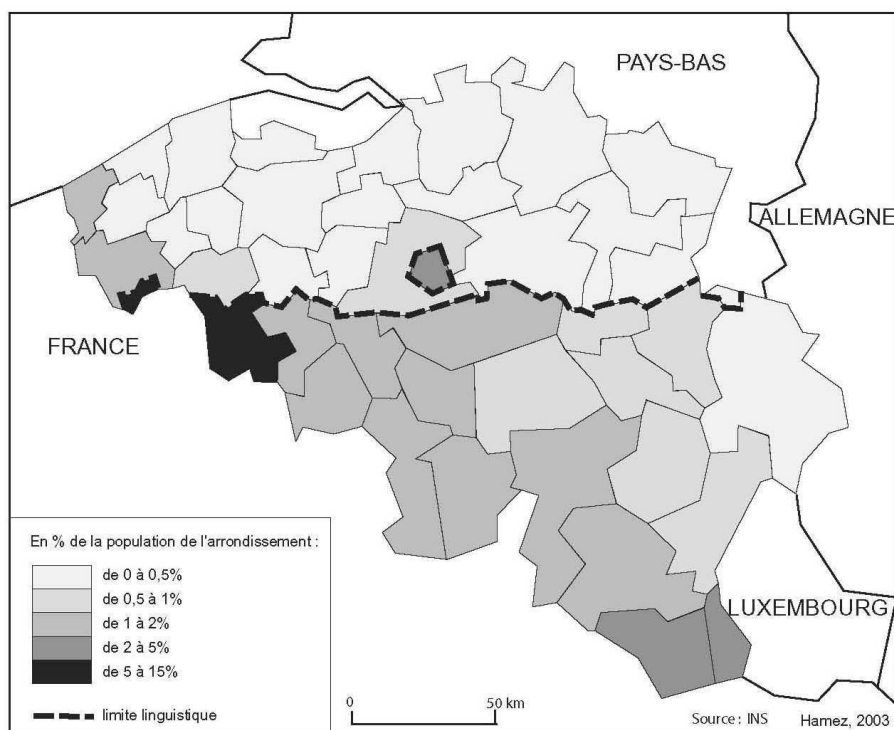 PAYS-BAS
ALLEMAGNE
FRANCE
LUXEMBOURG
En % de la population de l'arrondissement :
de 0 à 0,5%
de 0,5 à 1%
de 1 à 2%
de 2 à 5%
de 5 à 15%
limite linguistique
0 50 km
Source : INS Hamez, 2003